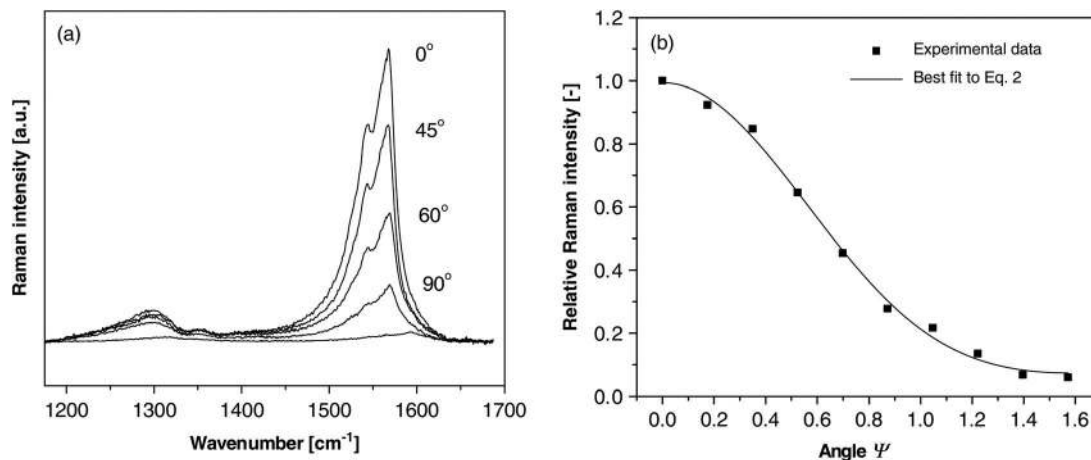 (a)
0°
45°
60°
90°
Raman intensity [a.u.]
1200 1300 1400 1500 1600 1700
Wavenumber [cm⁻¹]
(b)
Experimental data
Best fit to Eq. 2
Relative Raman intensity [-]
1.2
1.0
0.8
0.6
0.4
0.2
0.0
0.0 0.2 0.4 0.6 0.8 1.0 1.2 1.4 1.6
Angle Ψ